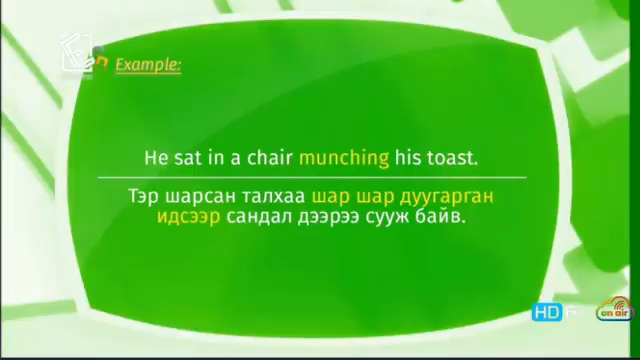 Example:
He sat in a chair munching his toast.
Тэр шарсан талхаа шар шар дуугарган
идсээр сандал дээрээ сууж байв.
HD 6+ on air